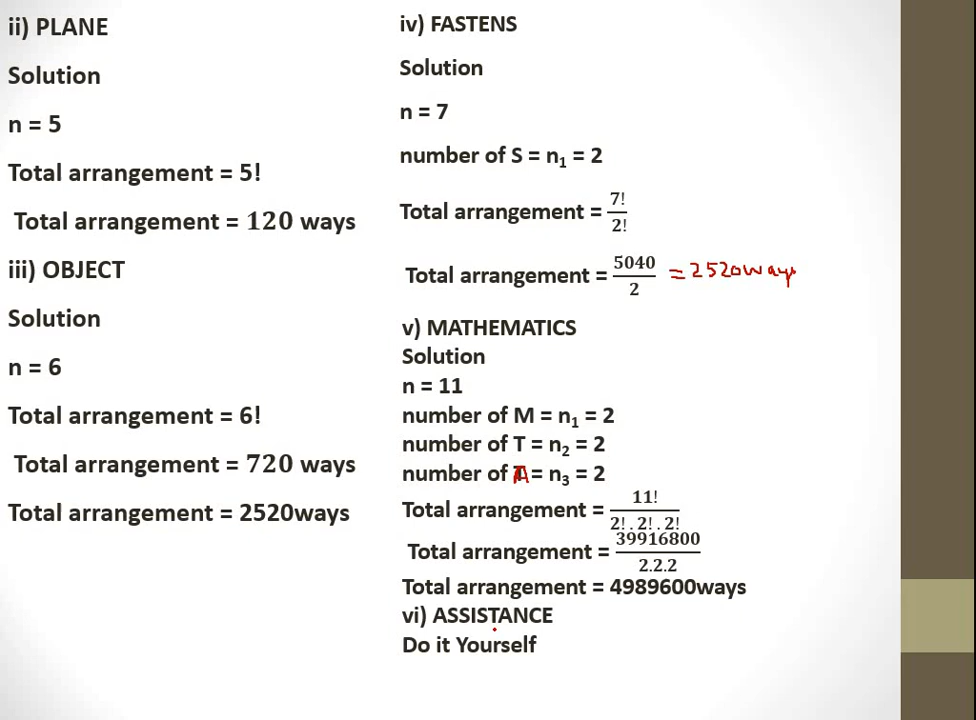 ii) PLANE
Solution
n = 5
Total arrangement = 5!
Total arrangement = 120 ways
iii) OBJECT
Solution
n = 6
Total arrangement = 6!
Total arrangement = 720 ways
Total arrangement = 2520ways
iv) FASTENS
Solution
n = 7
number of S = n₁ = 2
Total arrangement = 7!/2!
Total arrangement = 5040/2 = 2520ways
v) MATHEMATICS
Solution
n = 11
number of M = n₁ = 2
number of T = n₂ = 2
number of A = n₃ = 2
Total arrangement = 11!/2! . 2! . 2!
Total arrangement = 39916800/2.2.2
Total arrangement = 4989600ways
vi) ASSISTANCE
Do it Yourself